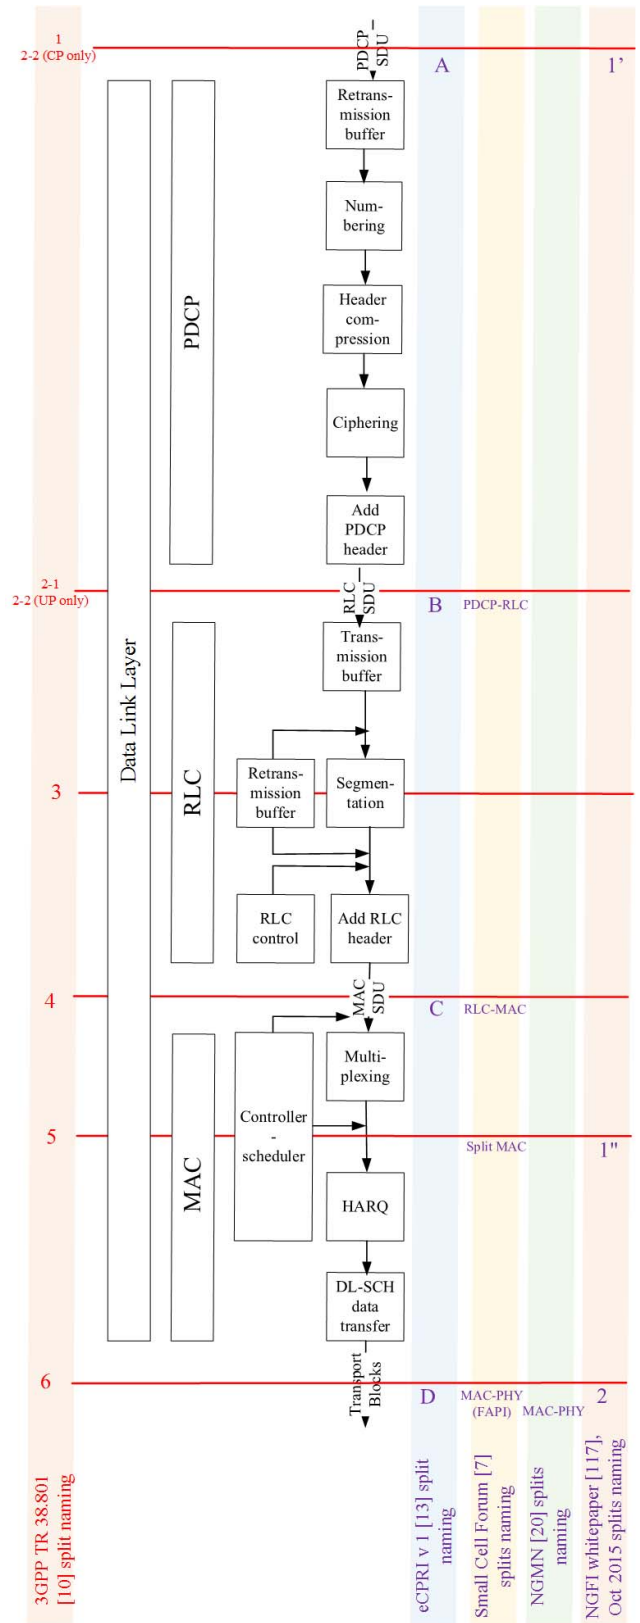 1
2-2 (CP only)
PDCP
SDU
A
1’
Retrans-
mission
buffer
Num-
bering
Header
com-
pression
PDCP
Ciphering
Add
PDCP
header
2-1
2-2 (UP only)
RLC
SDU
B
PDCP-RLC
Trans-
mission
buffer
Data Link Layer
RLC
3
Retrans-
mission
buffer
Segmen-
tation
RLC
control
Add RLC
header
4
MAC
SDU
C
RLC-MAC
Multi-
plexing
Controller
-
scheduler
5
Split MAC
1"
MAC
HARQ
DL-SCH
data
transfer
6
Transport
Blocks
D
MAC-PHY
(FAPI)
MAC-PHY
2
3GPP TR 38.801
[10] split naming
eCPRI v 1 [13] split
naming
Small Cell Forum [7]
splits naming
NGMN [20] splits
naming
NGFI whitepaper [117],
Oct 2015 splits naming